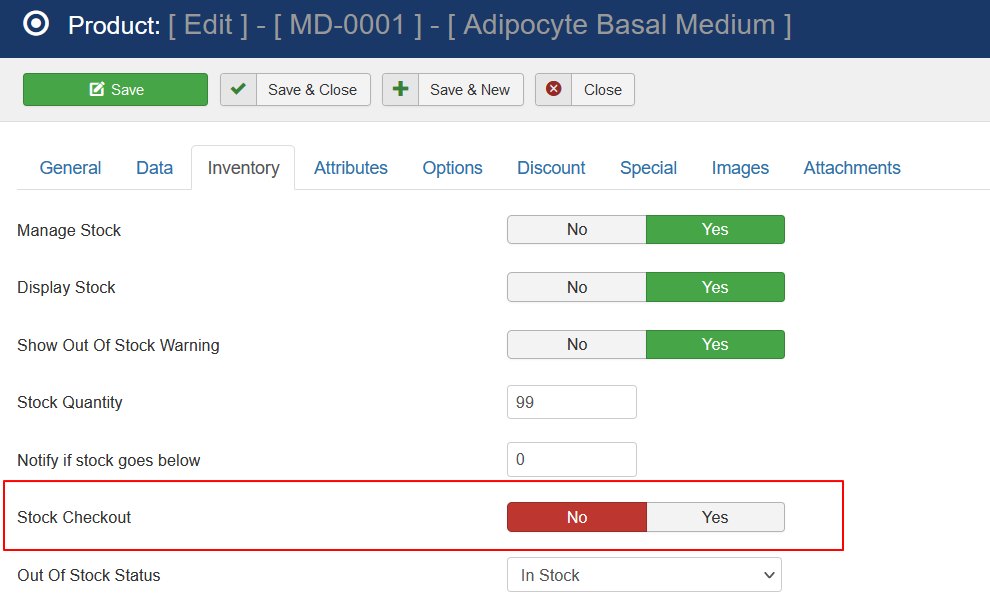 Product: [ Edit ] - [ MD-0001 ] - [ Adipocyte Basal Medium ]
Save Save & Close Save & New Close
General Data Inventory Attributes Options Discount Special Images Attachments
Manage Stock No Yes
Display Stock No Yes
Show Out Of Stock Warning No Yes
Stock Quantity 99
Notify if stock goes below 0
Stock Checkout No Yes
Out Of Stock Status In Stock